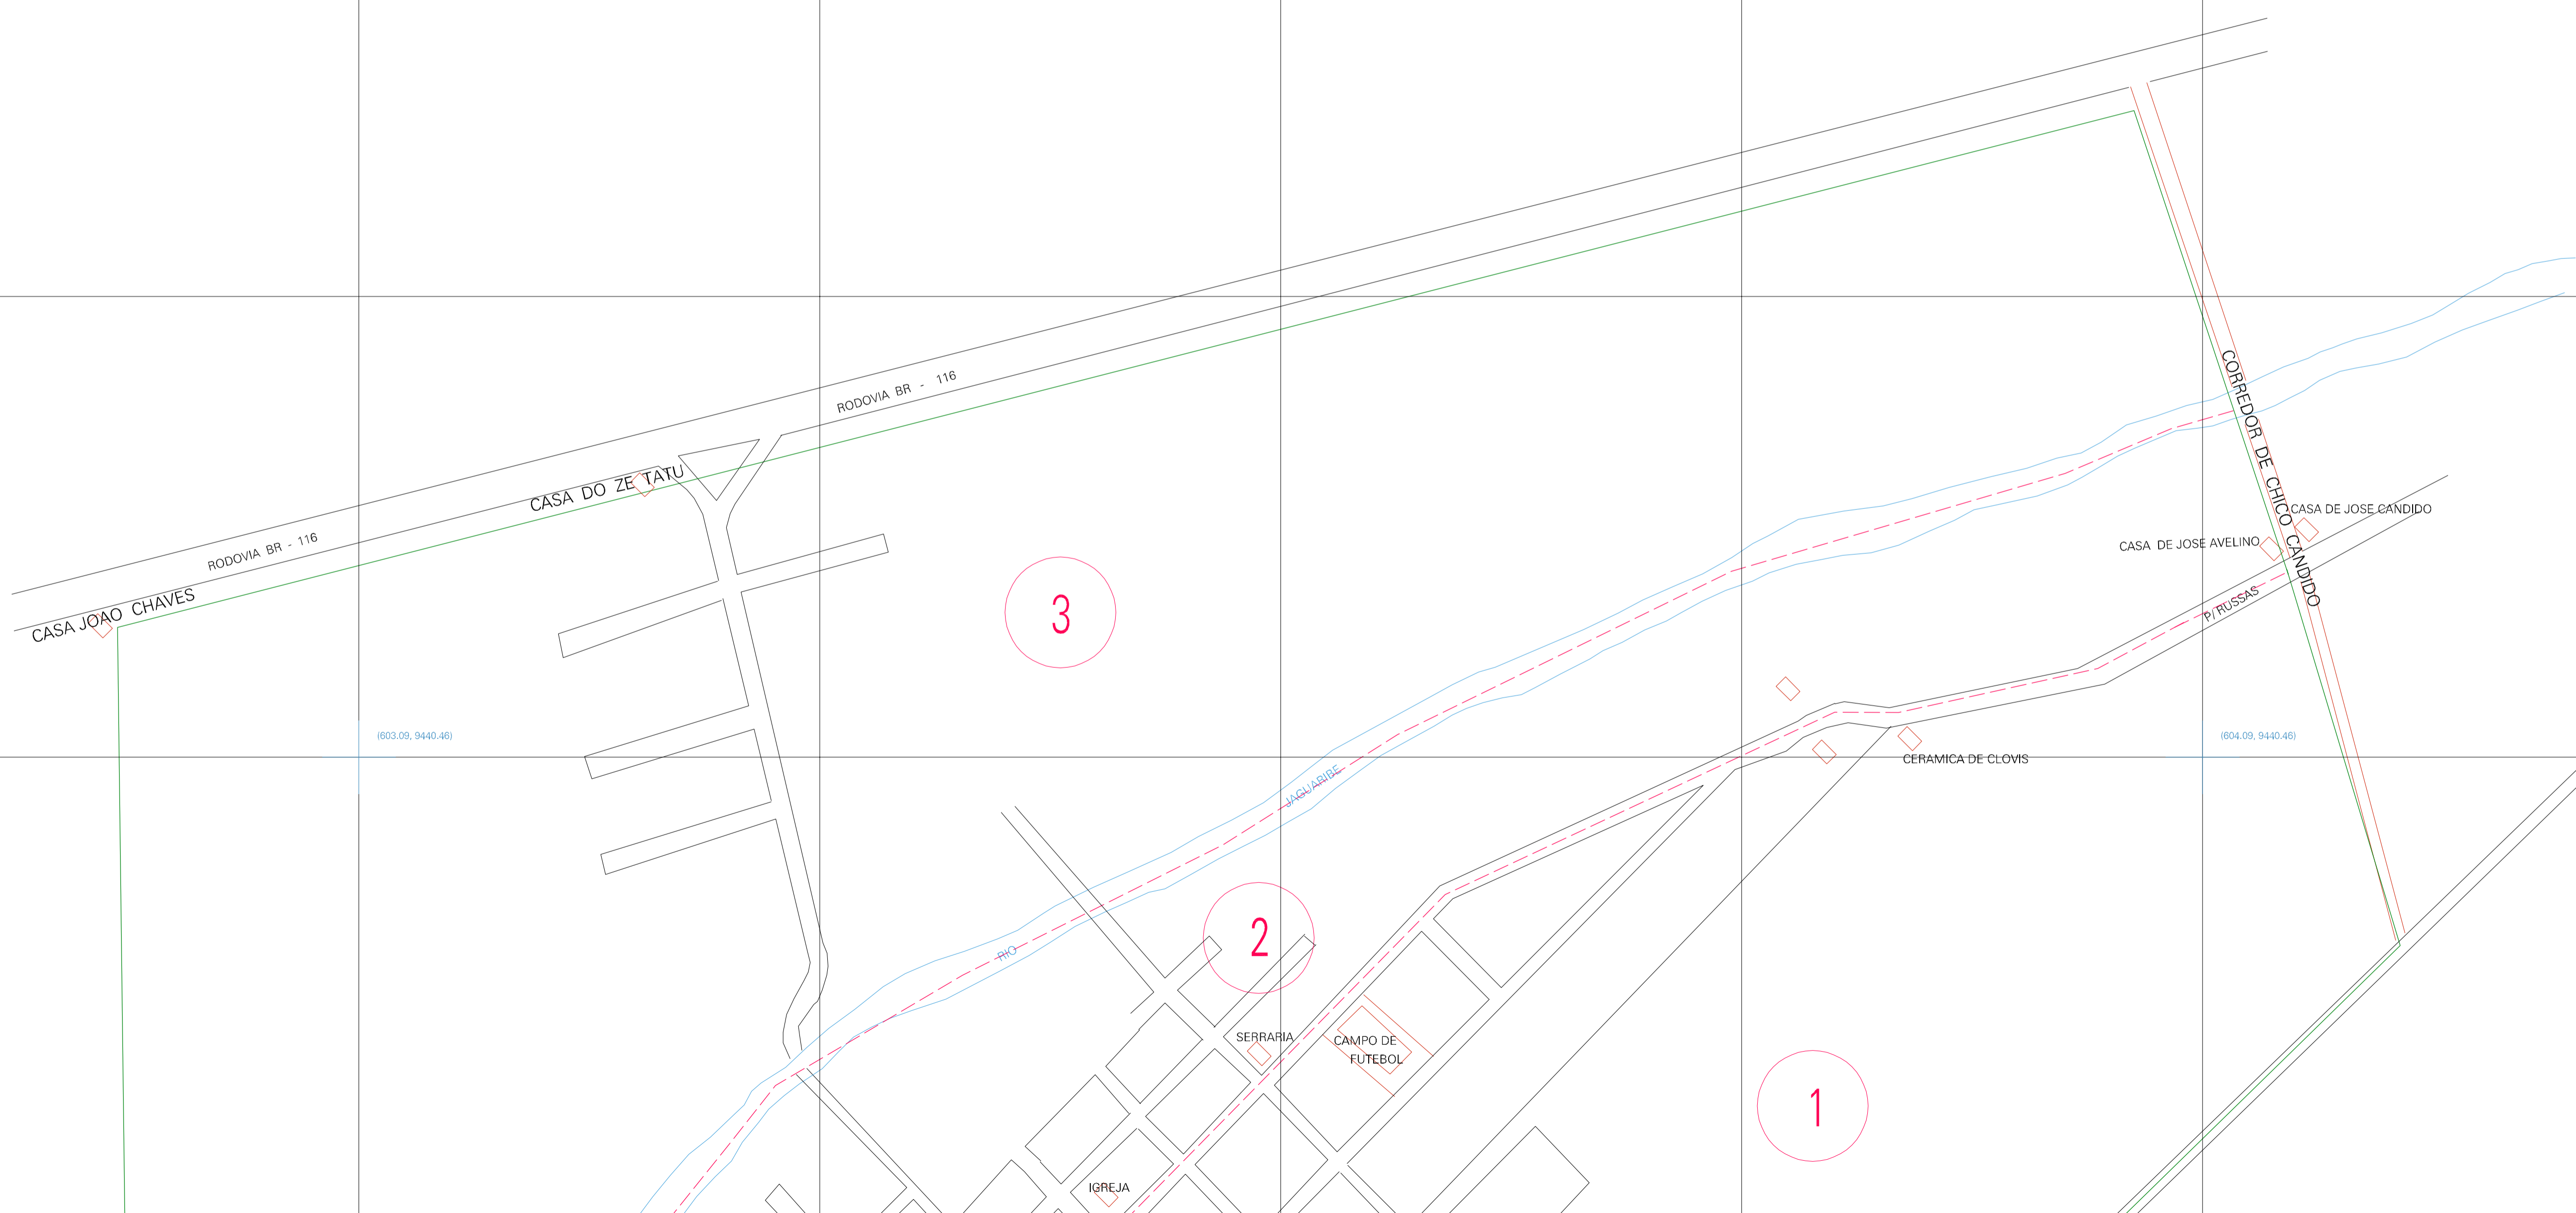 RODOVIA BR - 116
CORREDOR DE CHICO CANDIDO
CASA DO ZE TATU
CASA DE JOSE CANDIDO
RODOVIA BR - 116
CASA DE JOSE AVELINO
CASA JOAO CHAVES
P/ RUSSAS
3
(603.09, 9440.46)
(604.09, 9440.46)
CERAMICA DE CLOVIS
RIO JAGUARIBE
2
SERRARIA
CAMPO DE
FUTEBOL
1
IGREJA